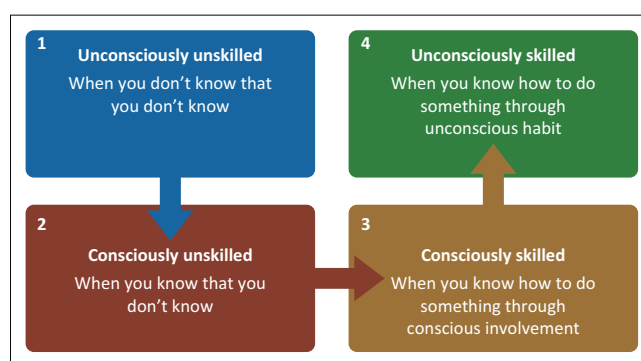 1
Unconsciously unskilled
When you don’t know that
you don’t know
2
Consciously unskilled
When you know that you
don’t know
3
Consciously skilled
When you know how to do
something through
conscious involvement
4
Unconsciously skilled
When you know how to do
something through
unconscious habit